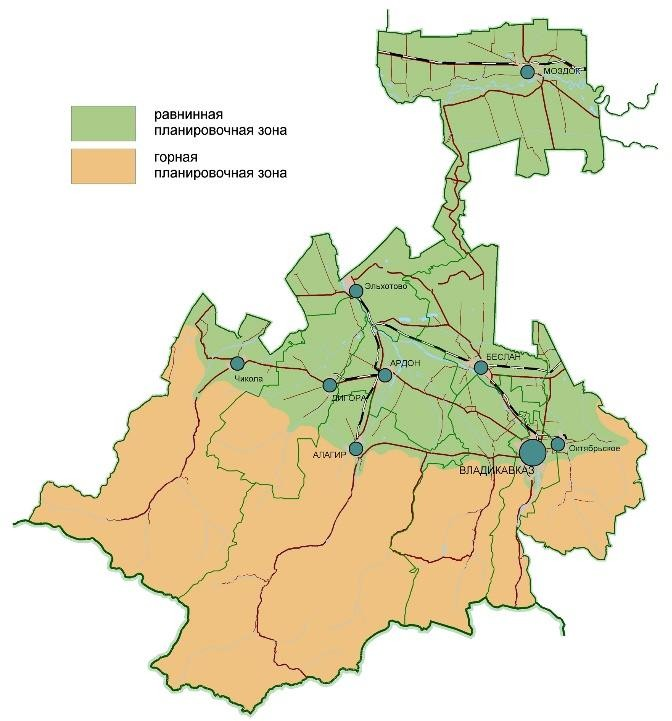 МОЗДОК
равнинная
планировочная зона
горная
планировочная зона
Эльхотово
БЕСЛАН
АРДОН
Чикола
ДИГОРА
АЛАГИР
Октябрьское
ВЛАДИКАВКАЗ